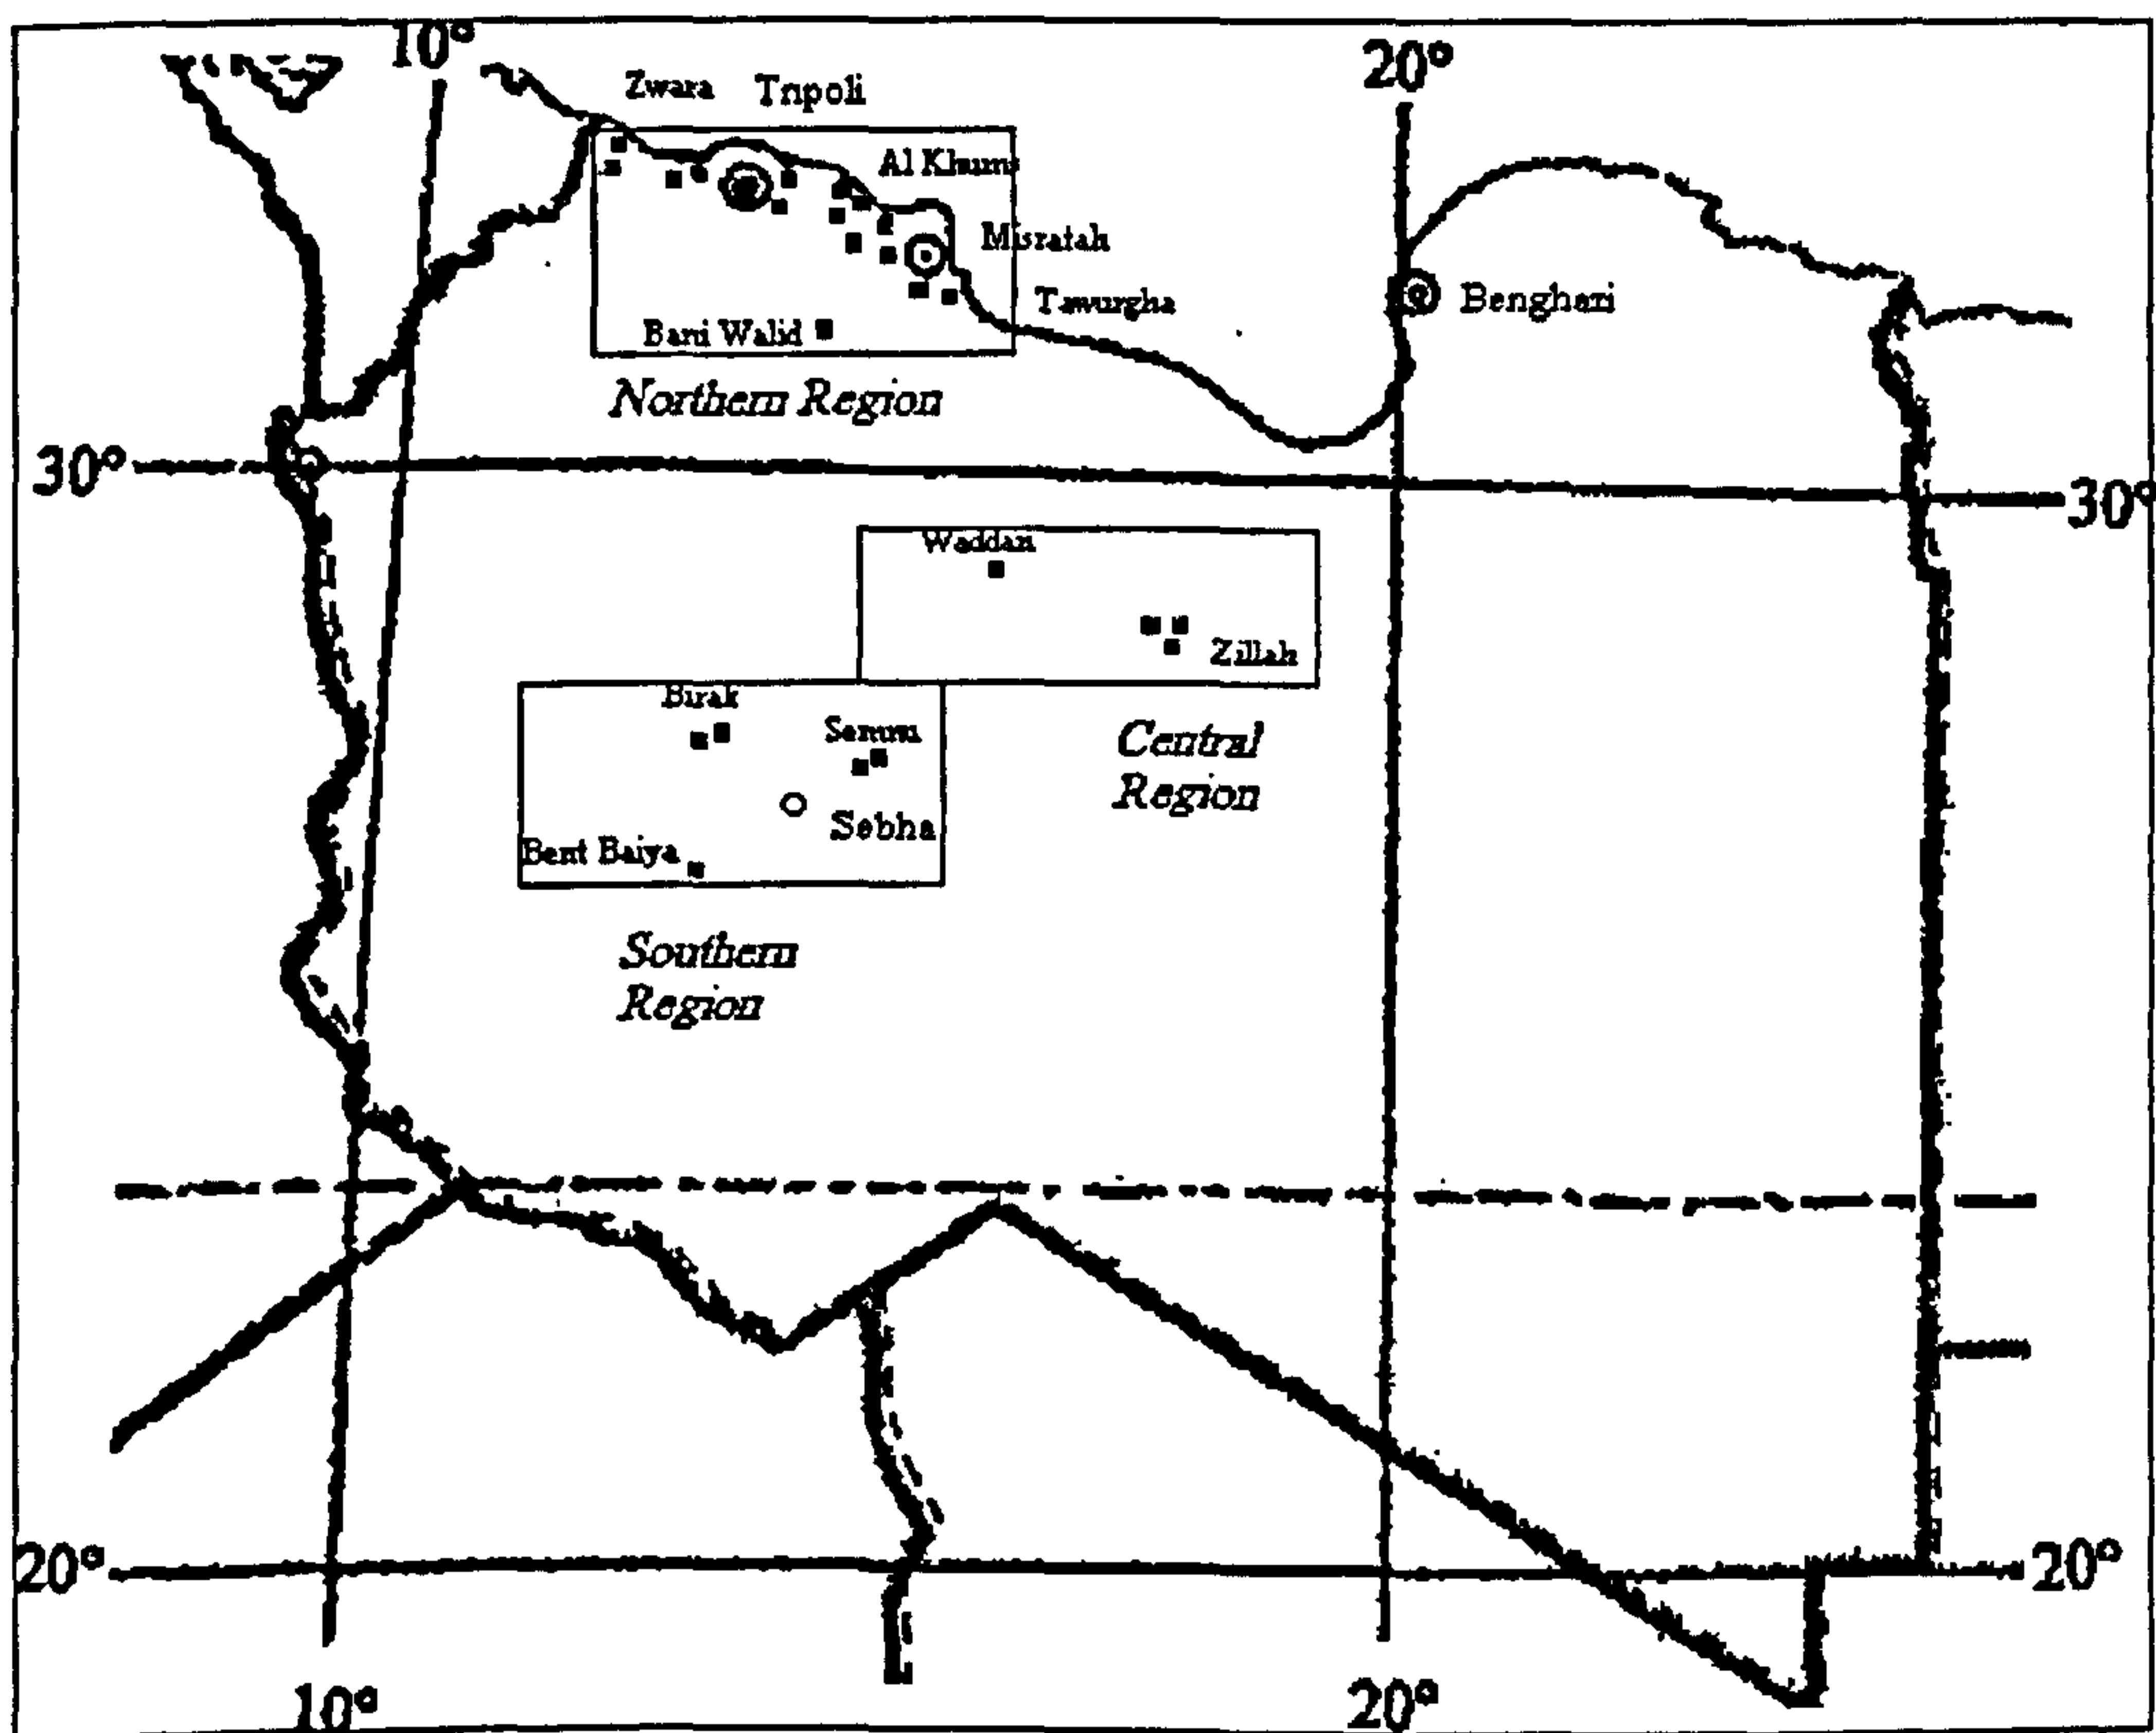 10°
20°
Zwara Tripoli
Al Khums
Misratah
Tawurgha
Benghazi
Bani Walid
Northern Region
30°
30°
Waddan
Zillah
Birak
Semnu
Central
Region
Sebha
Bent Baiya
Southern
Region
20°
20°
10°
20°